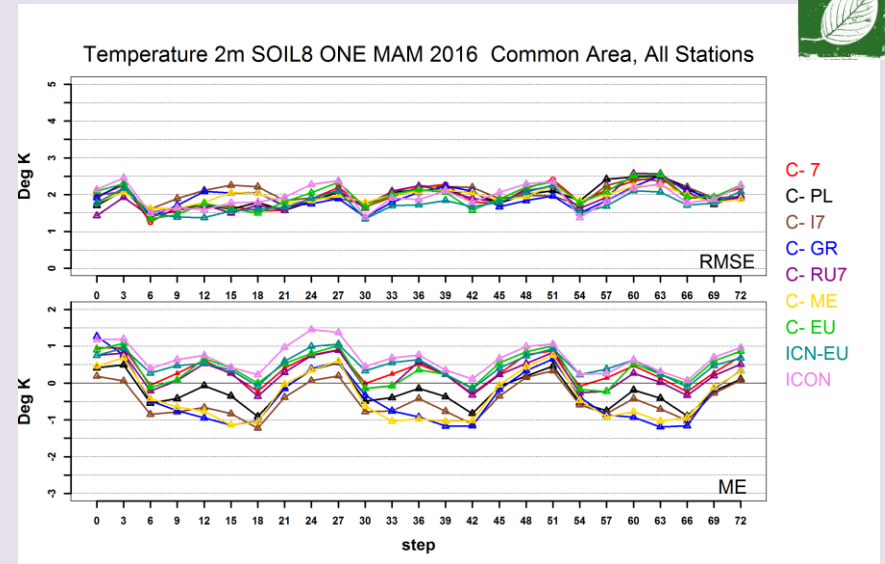 Temperature 2m SOIL8 ONE MAM 2016 Common Area, All Stations
Deg K
5
4
3
2
1
0
RMSE
0 3 6 9 12 15 18 21 24 27 30 33 36 39 42 45 48 51 54 57 60 63 66 69 72
Deg K
2
1
0
-1
-2
-3
ME
0 3 6 9 12 15 18 21 24 27 30 33 36 39 42 45 48 51 54 57 60 63 66 69 72
step
C- 7
C- PL
C- I7
C- GR
C- RU7
C- ME
C- EU
ICN-EU
ICON